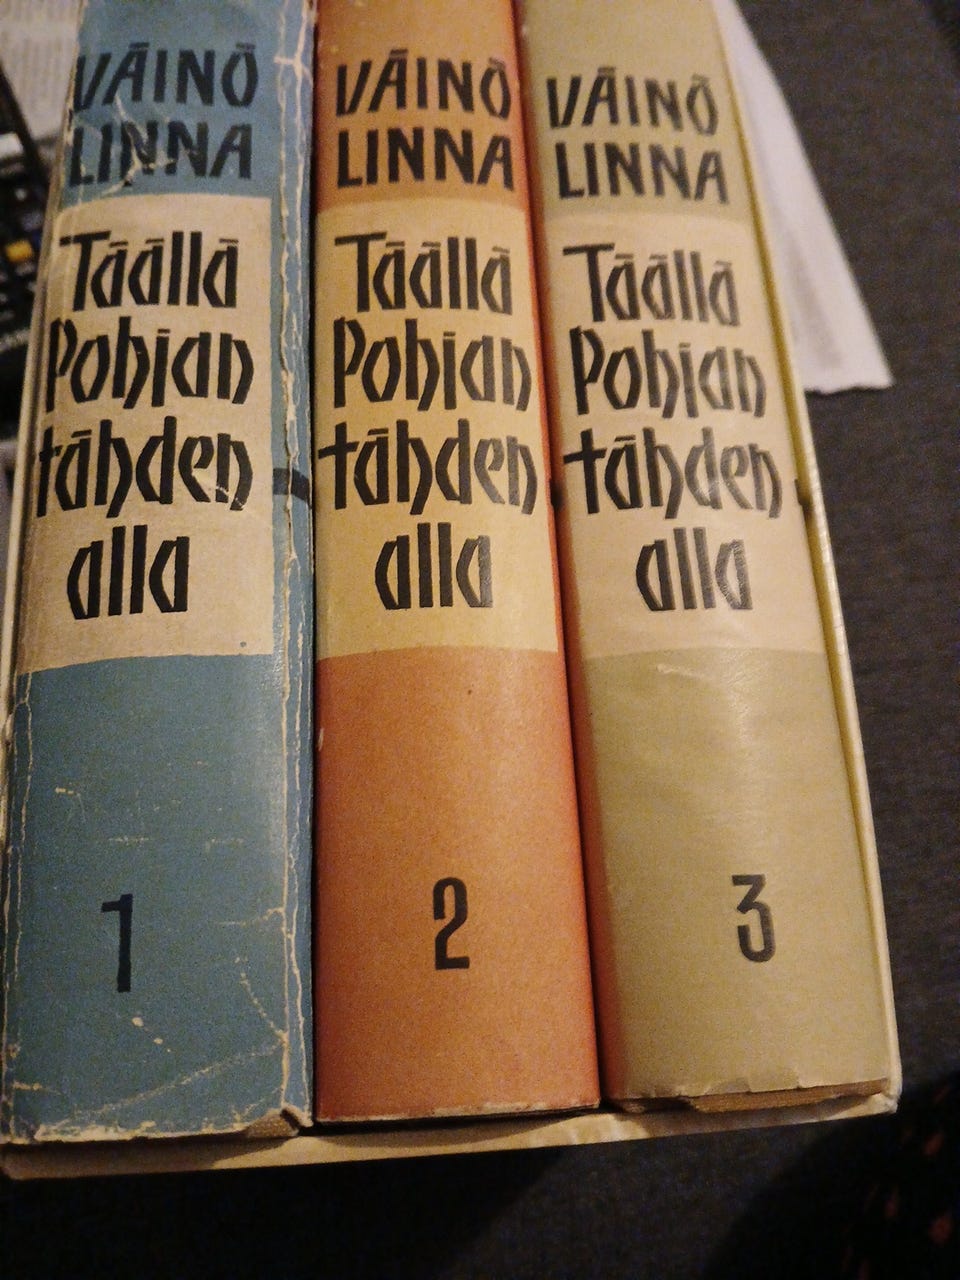 VÄINÖ
LINNA
Täällä
Pohjan
tähden
alla
1
VÄINÖ
LINNA
Täällä
Pohjan
tähden
alla
2
VÄINÖ
LINNA
Täällä
Pohjan
tähden
alla
3